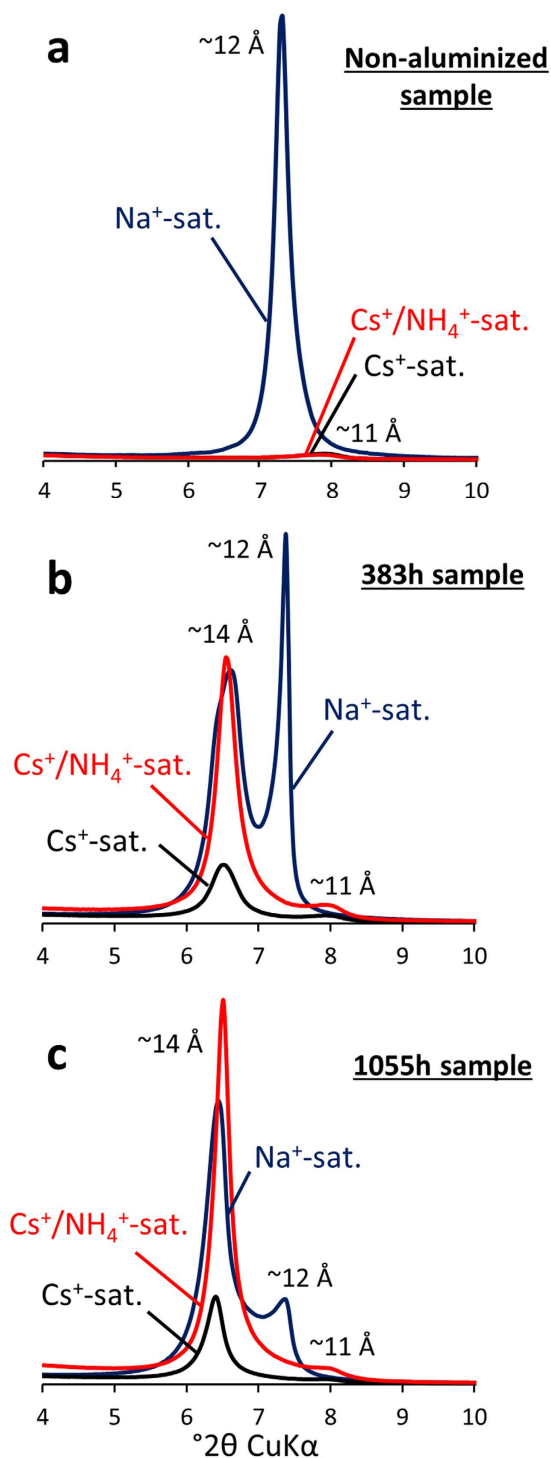 a
~12 Å
Non-aluminized
sample
Na⁺-sat.
Cs⁺/NH₄⁺-sat.
Cs⁺-sat.
~11 Å
4 5 6 7 8 9 10
b
~12 Å
383h sample
~14 Å
Na⁺-sat.
Cs⁺/NH₄⁺-sat.
Cs⁺-sat.
~11 Å
4 5 6 7 8 9 10
c
~14 Å
1055h sample
Na⁺-sat.
Cs⁺/NH₄⁺-sat.
~12 Å
Cs⁺-sat.
~11 Å
4 5 6 7 8 9 10
°2θ CuKα